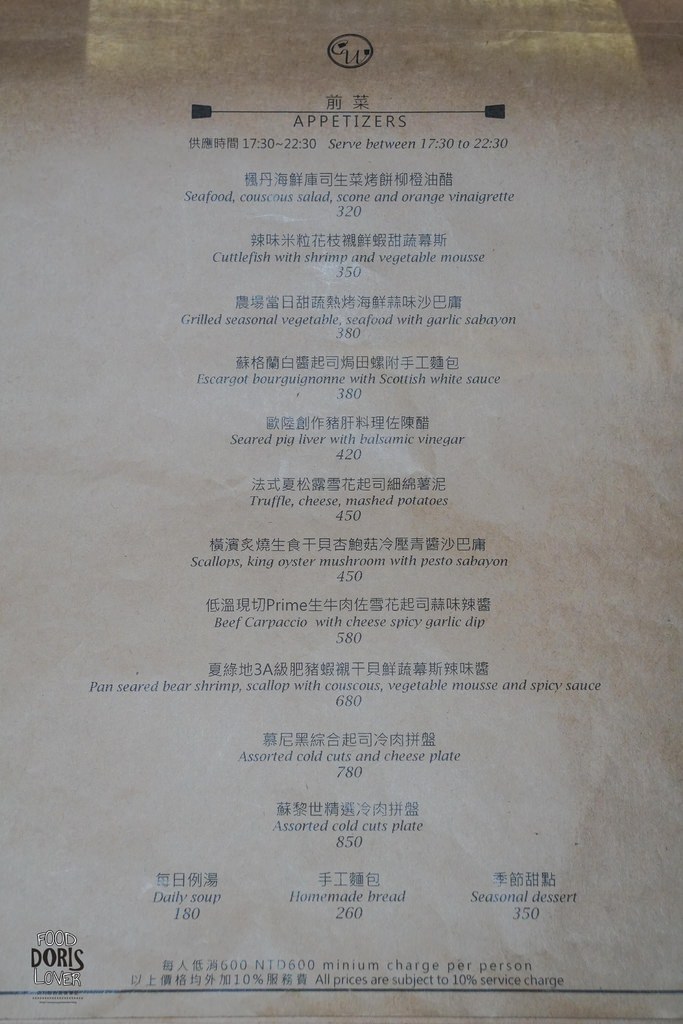 CW
前菜
APPETIZERS
供應時間 17:30~22:30 Serve between 17:30 to 22:30
楓丹海鮮庫司生菜烤餅柳橙油醋
Seafood, couscous salad, scone and orange vinaigrette
320
辣味米粒花枝襯鮮蝦甜蔬幕斯
Cuttlefish with shrimp and vegetable mousse
350
農場當日甜蔬熱烤海鮮蒜味沙巴庸
Grilled seasonal vegetable, seafood with garlic sabayon
380
蘇格蘭白醬起司焗田螺附手工麵包
Escargot bourguignonne with Scottish white sauce
380
歐陸創作豬肝料理佐陳醋
Seared pig liver with balsamic vinegar
420
法式夏松露雪花起司細綿薯泥
Truffle, cheese, mashed potatoes
450
橫濱炙燒生食干貝杏鮑菇冷壓青醬沙巴庸
Scallops, king oyster mushroom with pesto sabayon
450
低溫現切Prime生牛肉佐雪花起司蒜味辣醬
Beef Carpaccio with cheese spicy garlic dip
580
夏綠地3A級肥豬蝦襯干貝鮮蔬幕斯辣味醬
Pan seared bear shrimp, scallop with couscous, vegetable mousse and spicy sauce
680
慕尼黑綜合起司冷肉拼盤
Assorted cold cuts and cheese plate
780
蘇黎世精選冷肉拼盤
Assorted cold cuts plate
850
每日例湯 手工麵包 季節甜點
Daily soup Homemade bread Seasonal dessert
180 260 350
每人低消600 NTD600 minium charge per person
以上價格均外加10%服務費 All prices are subject to 10% service charge
FOOD
DORIS
LOVER